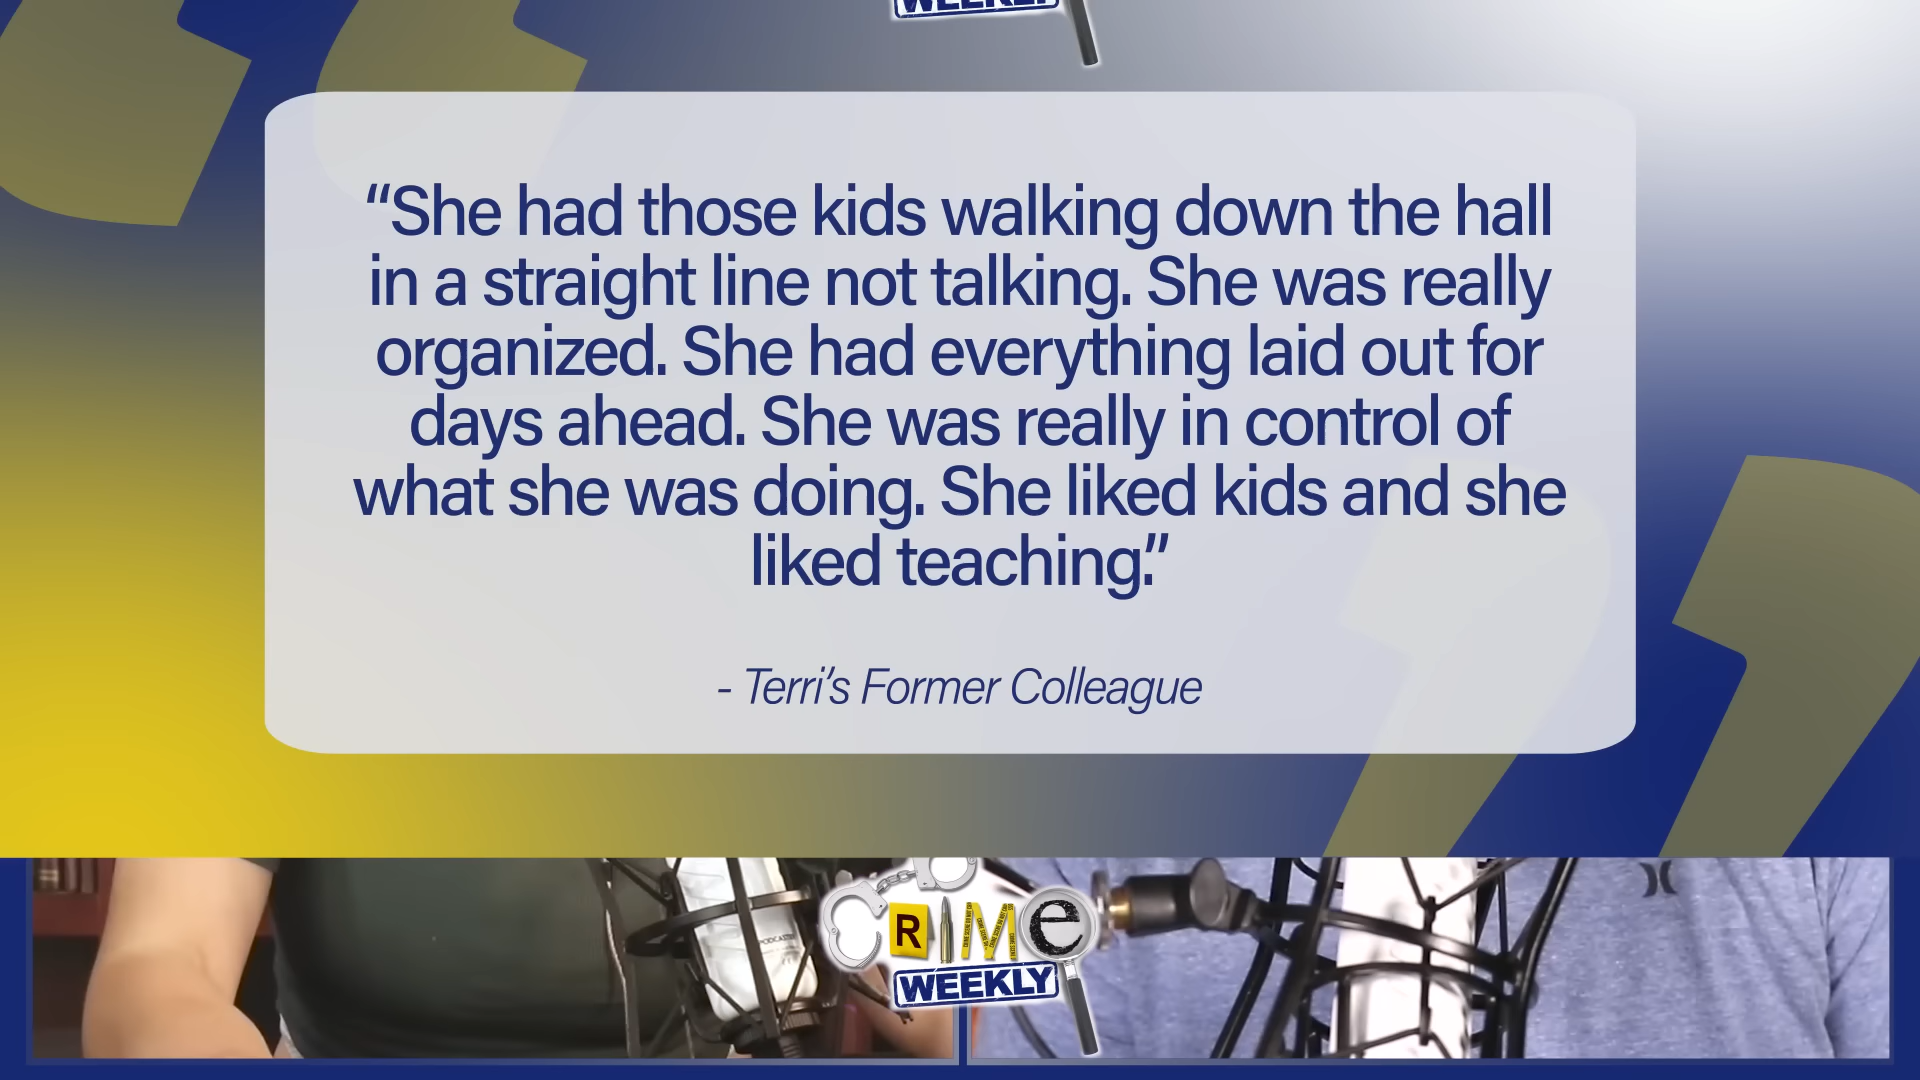 WEEKLY
“She had those kids walking down the hall
in a straight line not talking. She was really
organized. She had everything laid out for
days ahead. She was really in control of
what she was doing. She liked kids and she
liked teaching.”
- Terri’s Former Colleague
CRIMe
WEEKLY